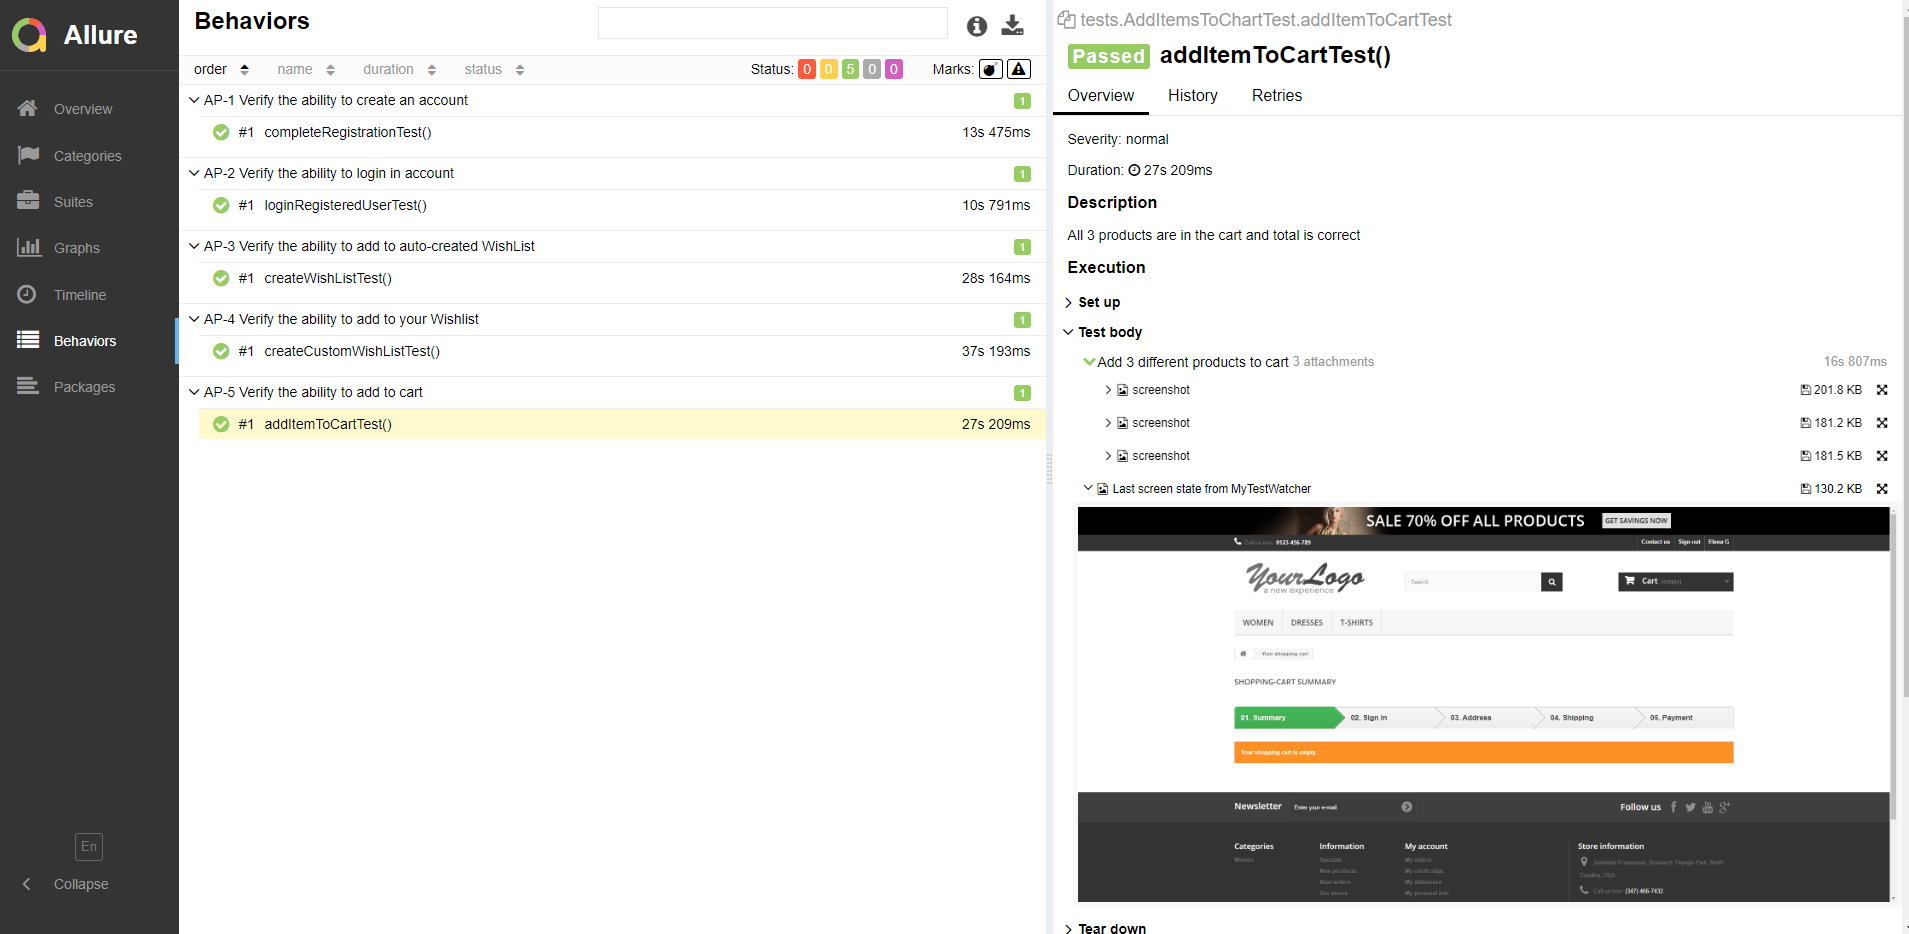 Allure
Overview
Categories
Suites
Graphs
Timeline
Behaviors
Packages
En
Collapse
Behaviors
order name duration status Status: 0 0 5 0 0 Marks:
AP-1 Verify the ability to create an account 1
#1 completeRegistrationTest() 13s 475ms
AP-2 Verify the ability to login in account 1
#1 loginRegisteredUserTest() 10s 791ms
AP-3 Verify the ability to add to auto-created WishList 1
#1 createWishListTest() 28s 164ms
AP-4 Verify the ability to add to your Wishlist 1
#1 createCustomWishListTest() 37s 193ms
AP-5 Verify the ability to add to cart 1
#1 addItemToCartTest() 27s 209ms
tests.AddItemsToChartTest.addItemToCartTest
Passed addItemToCartTest()
Overview History Retries
Severity: normal
Duration: 27s 209ms
Description
All 3 products are in the cart and total is correct
Execution
Set up
Test body
Add 3 different products to cart 3 attachments 16s 807ms
screenshot 201.8 KB
screenshot 181.2 KB
screenshot 181.5 KB
Last screen state from MyTestWatcher 130.2 KB
SALE 70% OFF ALL PRODUCTS GET SAVINGS NOW
Call us now: 0123-456-789 Contact us Sign out Elena G
YourLogo
a new experience
Search
Cart (empty)
WOMEN DRESSES T-SHIRTS
Your shopping cart
SHOPPING-CART SUMMARY
01. Summary 02. Sign in 03. Address 04. Shipping 05. Payment
Your shopping cart is empty.
Newsletter Enter your e-mail Follow us
Categories Information My account Store information
Women Specials My orders Selenium Framework, Research Triangle Park, North
New products My credit slips Carolina, USA
Best sellers My addresses
Our stores My personal info Call us now: (347) 466-7432
Tear down